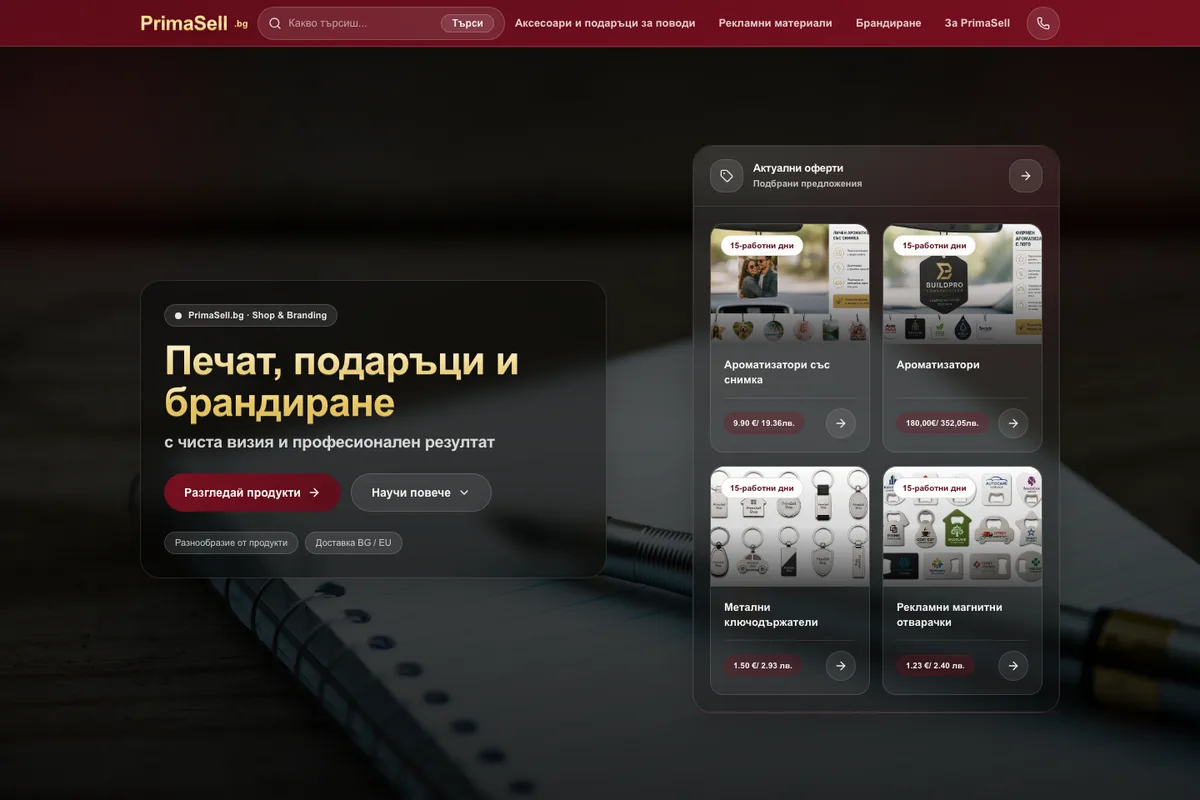 PrimaSell .bg
Какво търсиш...
Търси
Аксесоари и подаръци за поводи
Рекламни материали
Брандиране
За PrimaSell
Актуални оферти
Подбрани предложения
PrimaSell.bg · Shop & Branding
Печат, подаръци и
брандиране
с чиста визия и професионален резултат
Разгледай продукти
Научи повече
Разнообразие от продукти
Доставка BG / EU
15-работни дни
Ароматизатори със
снимка
9.90 €/ 19.36лв.
15-работни дни
BUILDPRO
Ароматизатори
180,00€/ 352,05лв.
15-работни дни
Метални
ключодържатели
1.50 €/ 2.93 лв.
15-работни дни
Рекламни магнитни
отварачки
1.23 €/ 2.40 лв.